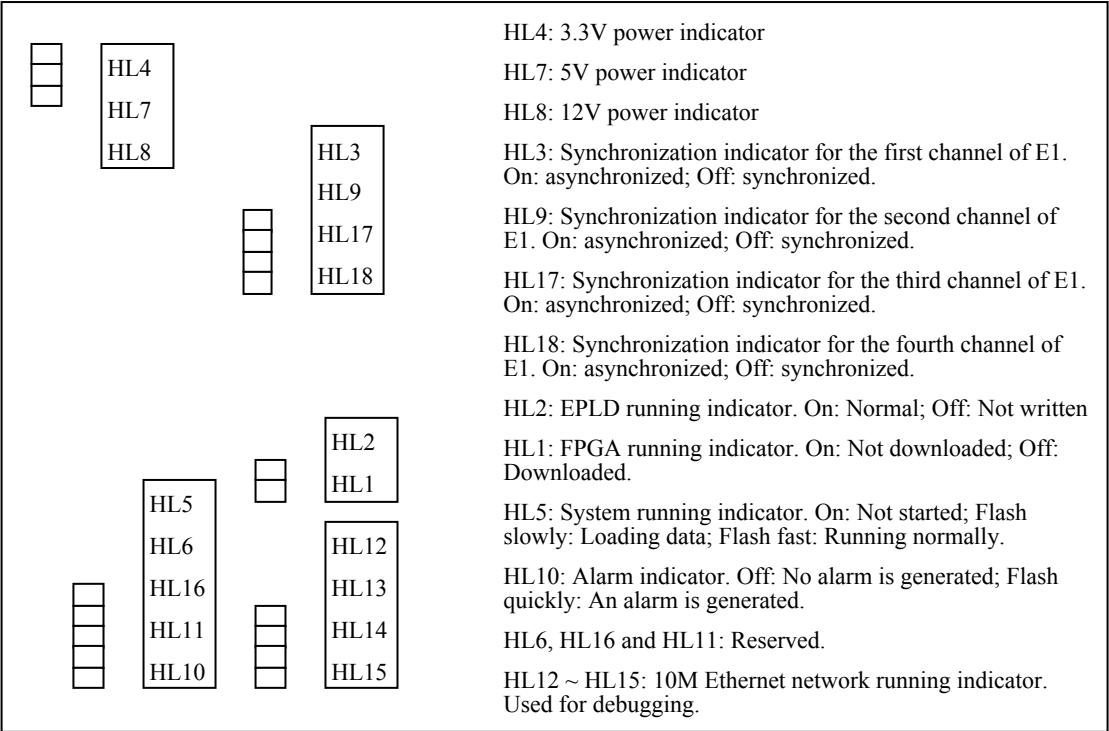 HL4
HL7
HL8
HL3
HL9
HL17
HL18
HL2
HL1
HL5
HL6
HL16
HL11
HL10
HL12
HL13
HL14
HL15
HL4: 3.3V power indicator
HL7: 5V power indicator
HL8: 12V power indicator
HL3: Synchronization indicator for the first channel of E1.
On: asynchronized; Off: synchronized.
HL9: Synchronization indicator for the second channel of
E1. On: asynchronized; Off: synchronized.
HL17: Synchronization indicator for the third channel of E1.
On: asynchronized; Off: synchronized.
HL18: Synchronization indicator for the fourth channel of
E1. On: asynchronized; Off: synchronized.
HL2: EPLD running indicator. On: Normal; Off: Not written
HL1: FPGA running indicator. On: Not downloaded; Off:
Downloaded.
HL5: System running indicator. On: Not started; Flash
slowly: Loading data; Flash fast: Running normally.
HL10: Alarm indicator. Off: No alarm is generated; Flash
quickly: An alarm is generated.
HL6, HL16 and HL11: Reserved.
HL12 ~ HL15: 10M Ethernet network running indicator.
Used for debugging.